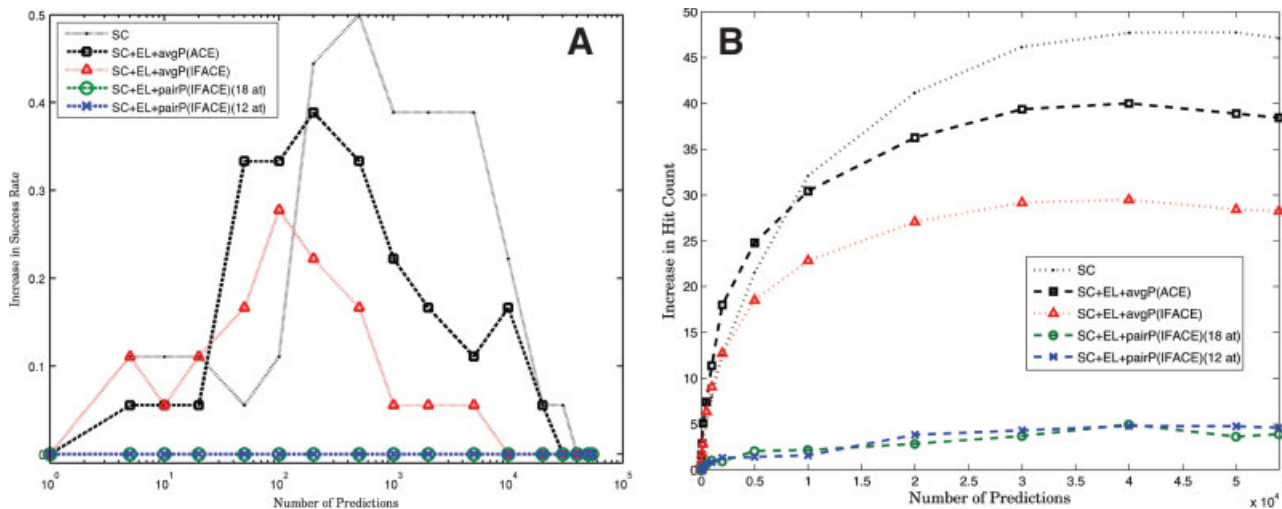 A
Increase in Success Rate
0.5
0.4
0.3
0.2
0.1
0
SC
SC+EL+avgP(ACE)
SC+EL+avgP(IFACE)
SC+EL+pairP(IFACE)(18 at)
SC+EL+pairP(IFACE)(12 at)
10^0
10^1
10^2
10^3
10^4
10^5
Number of Predictions
B
Increase in Hit Count
50
45
40
35
30
25
20
15
10
5
0
SC
SC+EL+avgP(ACE)
SC+EL+avgP(IFACE)
SC+EL+pairP(IFACE)(18 at)
SC+EL+pairP(IFACE)(12 at)
0 0.5 1 1.5 2 2.5 3 3.5 4 4.5 5
x 10^4
Number of Predictions